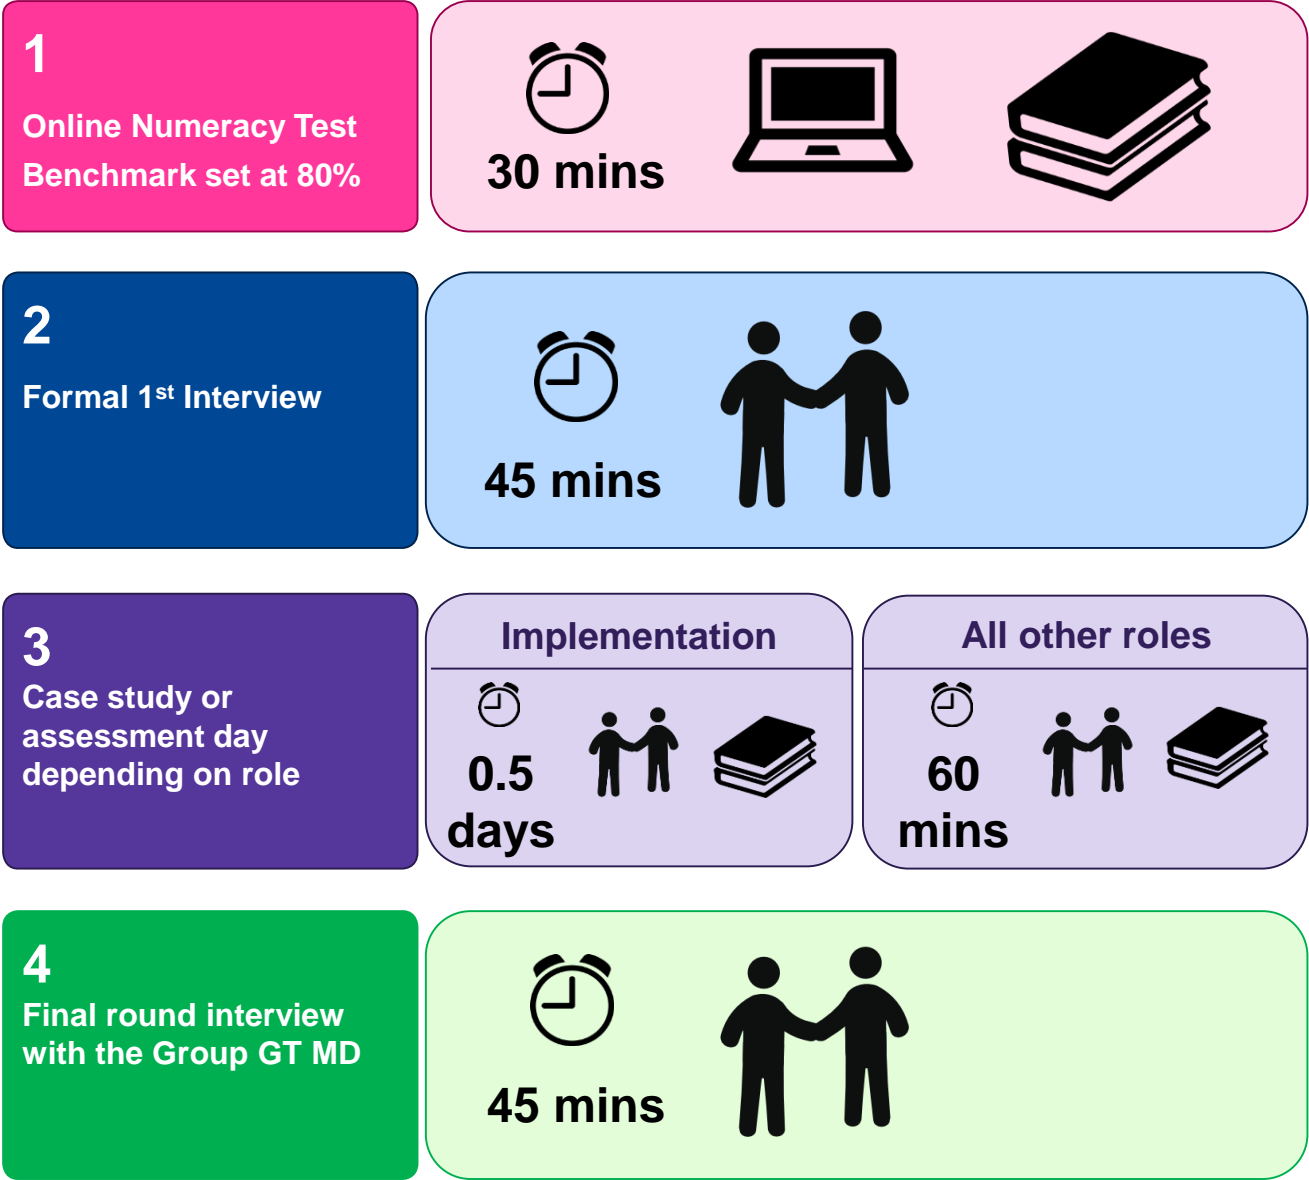 1
Online Numeracy Test
Benchmark set at 80%
30 mins
2
Formal 1st Interview
45 mins
3
Case study or
assessment day
depending on role
Implementation
0.5
days
All other roles
60
mins
4
Final round interview
with the Group GT MD
45 mins